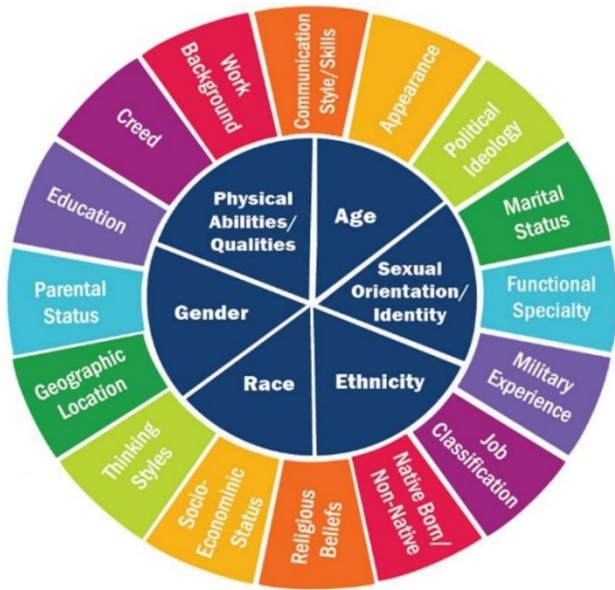 Communication
Style/Skills
Appearance
Political
Ideology
Marital
Status
Functional
Specialty
Military
Experience
Job
Classification
Native Born/
Non-Native
Religious
Beliefs
Socio-
Econominic
Status
Thinking
Styles
Geographic
Location
Parental
Status
Education
Creed
Work
Background
Physical
Abilities/
Qualities
Age
Sexual
Orientation/
Identity
Ethnicity
Race
Gender